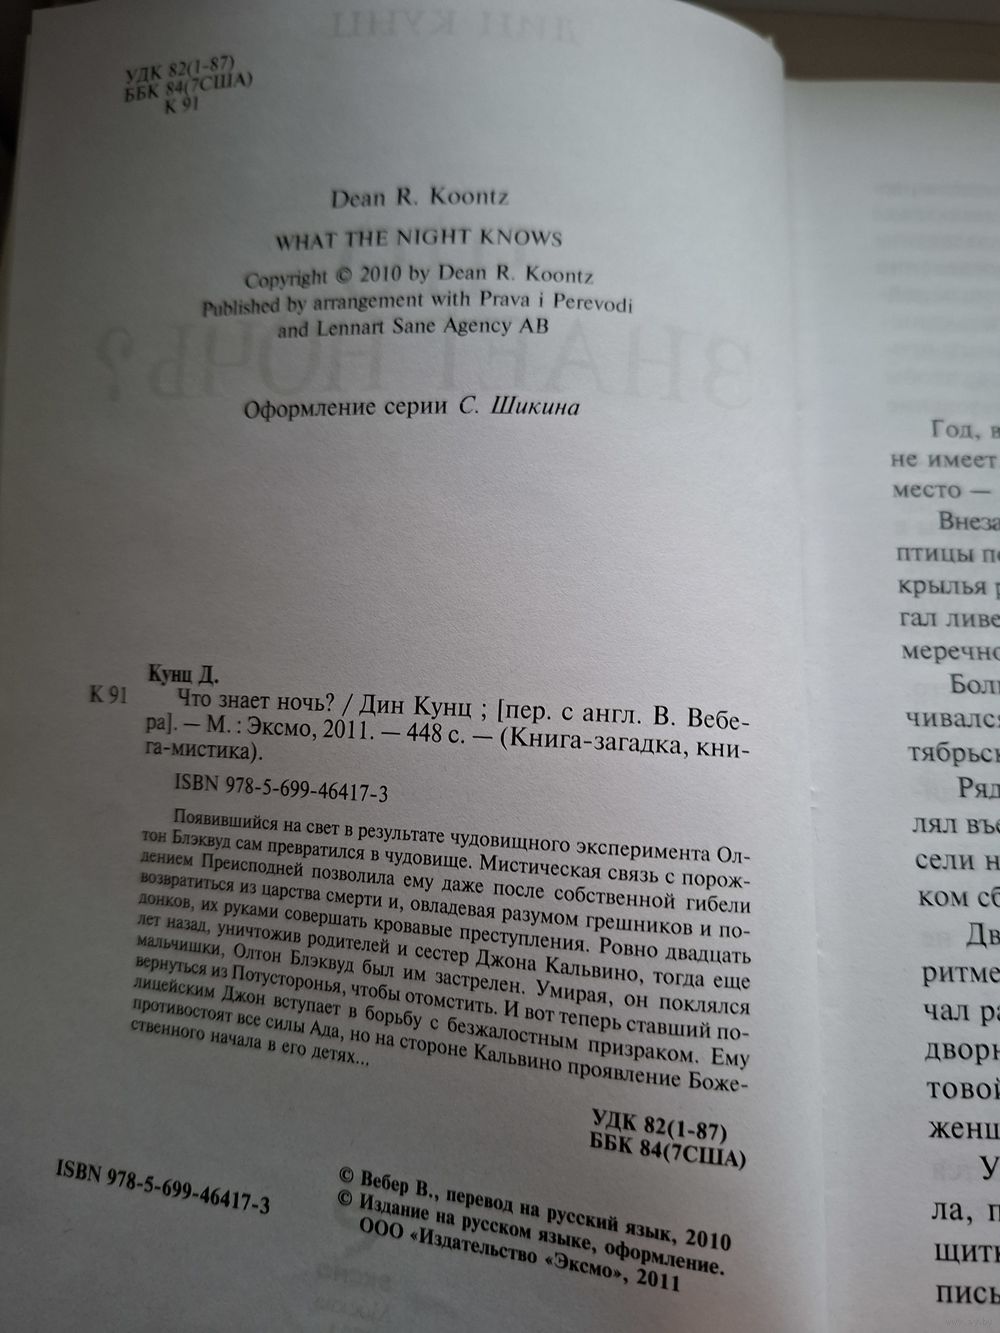 УДК 82(1-87)
ББК 84(7США)
К 91
Dean R. Koontz
WHAT THE NIGHT KNOWS
Copyright © 2010 by Dean R. Koontz
Published by arrangement with Prava i Perevodi
and Lennart Sane Agency AB
Оформление серии С. Шикина
Кунц Д.
К 91
Что знает ночь? / Дин Кунц ; [пер. с англ. В. Вебе-
ра]. — М. : Эксмо, 2011. — 448 с. — (Книга-загадка, кни-
га-мистика).
ISBN 978-5-699-46417-3
Появившийся на свет в результате чудовищного эксперимента Ол-
тон Блэквуд сам превратился в чудовище. Мистическая связь с порож-
дением Преисподней позволила ему даже после собственной гибели
возвратиться из царства смерти и, овладевая разумом грешников и по-
донков, их руками совершать кровавые преступления. Ровно двадцать
лет назад, уничтожив родителей и сестер Джона Кальвино, тогда еще
мальчишки, Олтон Блэквуд был им застрелен. Умирая, он поклялся
вернуться из Потусторонья, чтобы отомстить. И вот теперь ставший по-
лицейским Джон вступает в борьбу с безжалостным призраком. Ему
противостоят все силы Ада, но на стороне Кальвино проявление Боже-
ственного начала в его детях...
УДК 82(1-87)
ББК 84(7США)
ISBN 978-5-699-46417-3
© Вебер В., перевод на русский язык, 2010
© Издание на русском языке, оформление.
ООО «Издательство «Эксмо», 2011
Год, в
не имеет
место —
Внеза
птицы по
крылья р
гал ливе
меречно
Боль
чивался
тябрьск
Ряд
лял въе
сели н
ком сб
Дв
ритме
чал ра
дворн
товой
женщ
У
ла, п
щить
пись